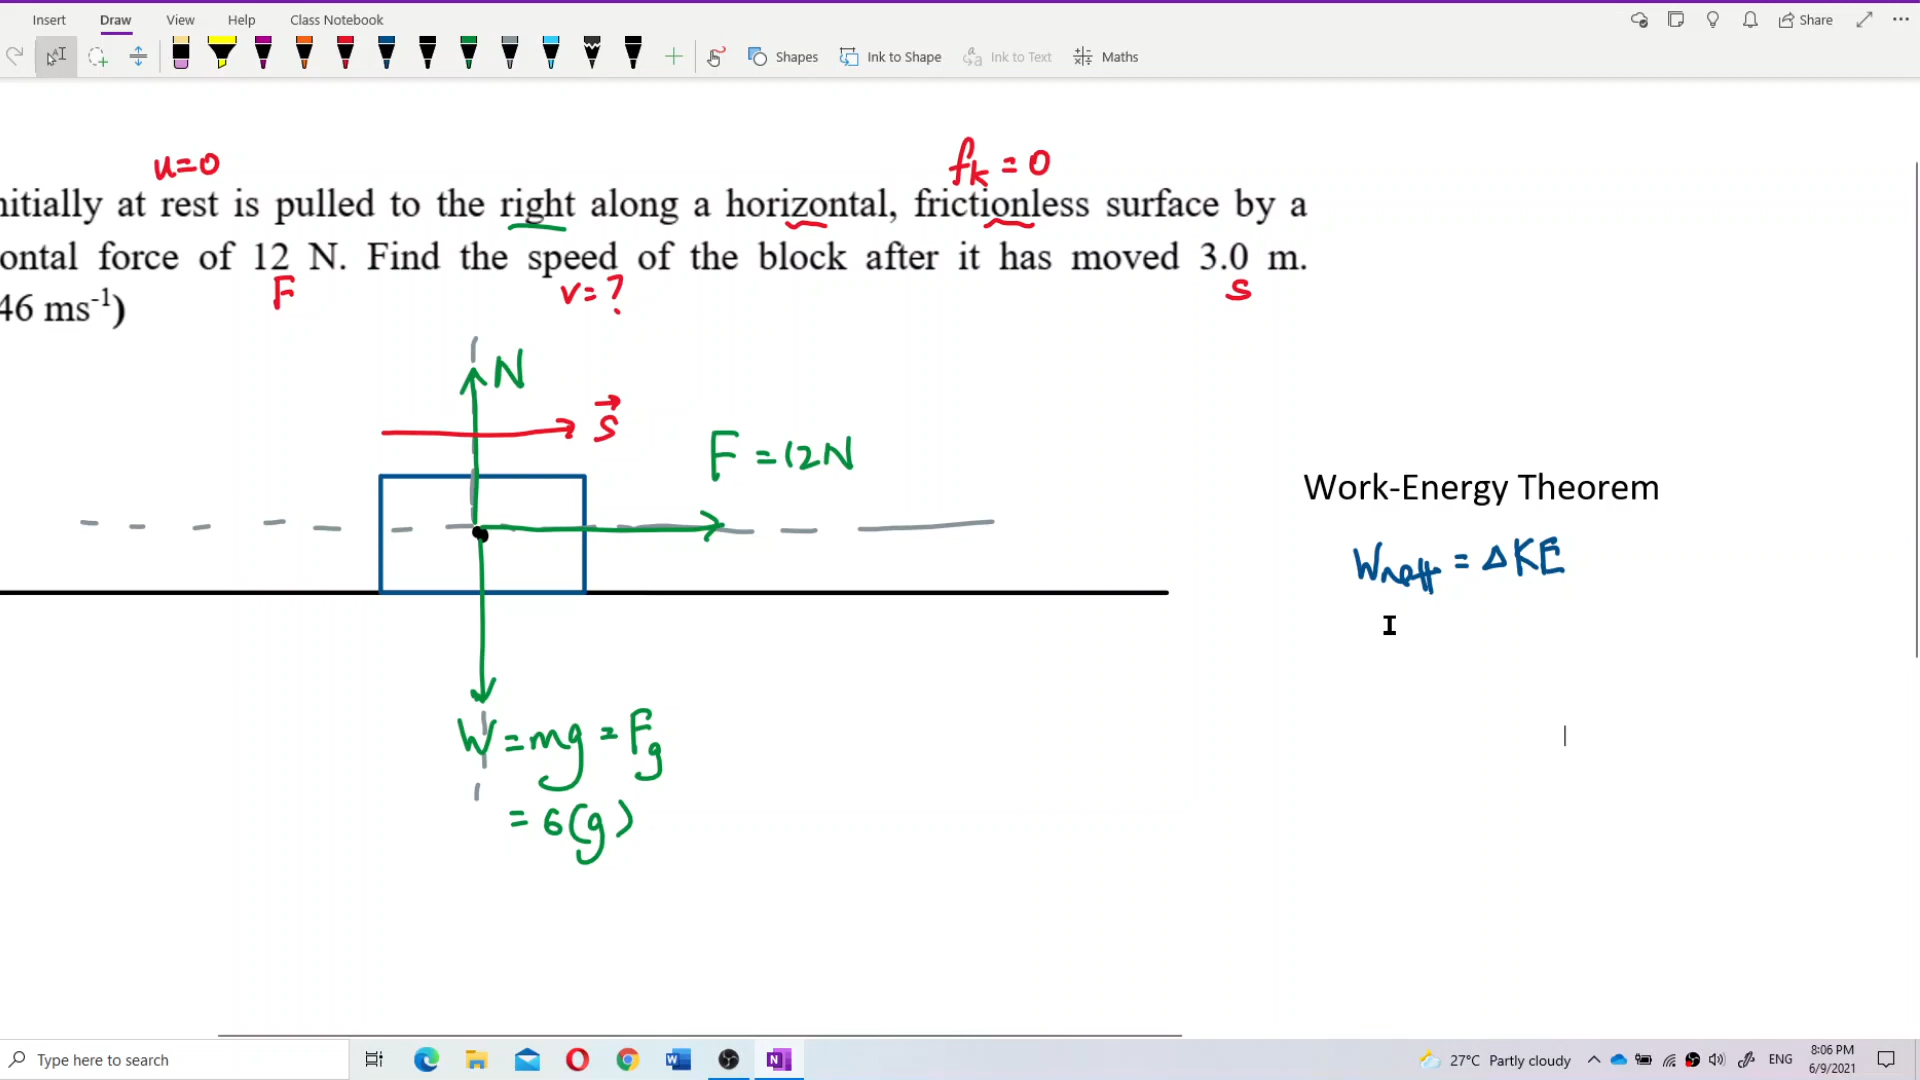 Insert Draw View Help Class Notebook Share
Shapes Ink to Shape Ink to Text Maths
u=0
fk = 0
nitially at rest is pulled to the right along a horizontal, frictionless surface by a
ontal force of 12 N. Find the speed of the block after it has moved 3.0 m.
F v=? s
46 ms⁻¹)
N
s
F = 12N
Work-Energy Theorem
= ΔKE
W = mg = Fg
= 6(g)
Type here to search
27°C Partly cloudy ENG 8:06 PM
6/9/2021